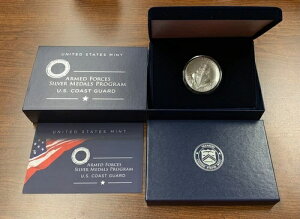 UNITED STATES MINT
ARMED FORCES
SILVER MEDALS PROGRAM
U.S. COAST GUARD
UNITED STATES MINT
ARMED FORCES
SILVER MEDALS PROGRAM
U.S. COAST GUARD